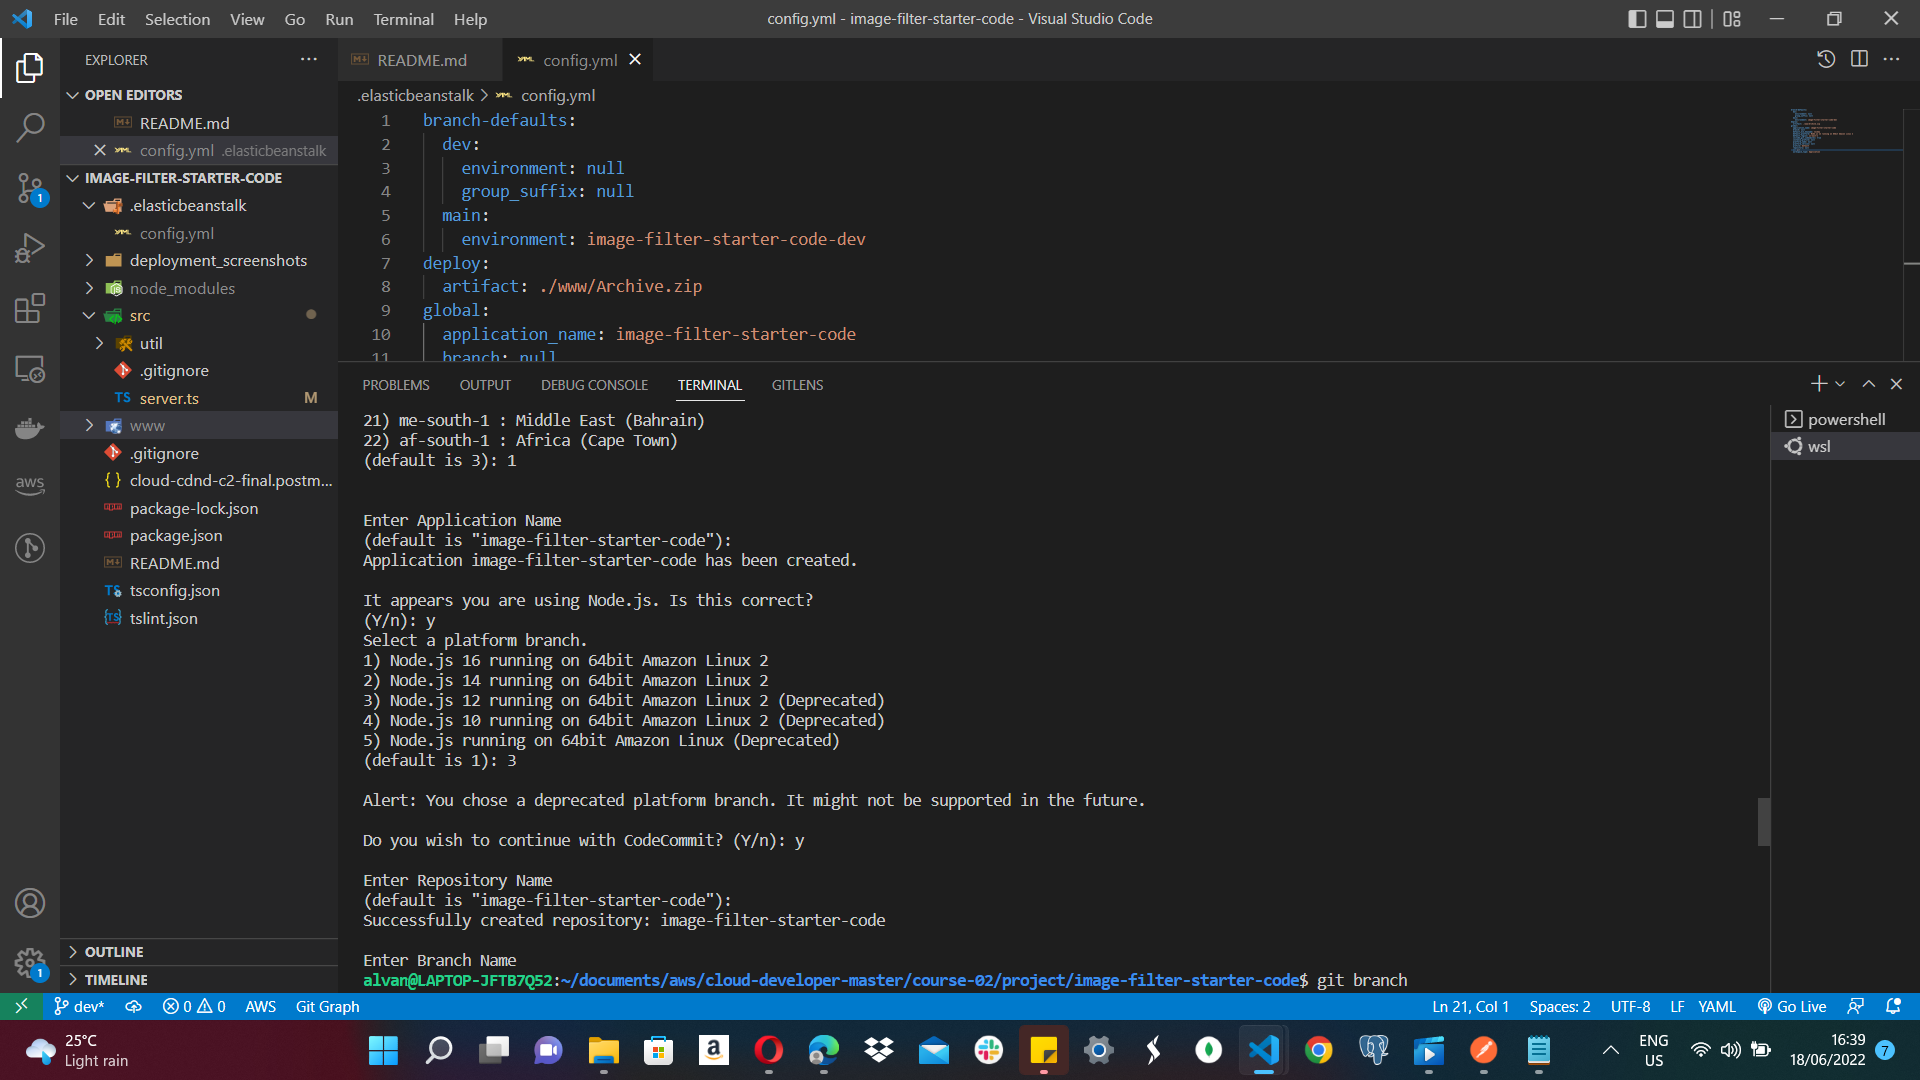 File Edit Selection View Go Run Terminal Help
config.yml - image-filter-starter-code - Visual Studio Code
EXPLORER
OPEN EDITORS
README.md
config.yml .elasticbeanstalk
IMAGE-FILTER-STARTER-CODE
.elasticbeanstalk
config.yml
deployment_screenshots
node_modules
src
util
.gitignore
TS server.ts M
www
.gitignore
cloud-cdnd-c2-final.postm...
package-lock.json
package.json
README.md
tsconfig.json
tslint.json
OUTLINE
TIMELINE
aws
1
1
README.md
config.yml
.elasticbeanstalk > config.yml
1 branch-defaults:
2 dev:
3 environment: null
4 group_suffix: null
5 main:
6 environment: image-filter-starter-code-dev
7 deploy:
8 artifact: ./www/Archive.zip
9 global:
10 application_name: image-filter-starter-code
11 branch: null
PROBLEMS OUTPUT DEBUG CONSOLE TERMINAL GITLENS
21) me-south-1 : Middle East (Bahrain)
22) af-south-1 : Africa (Cape Town)
(default is 3): 1
Enter Application Name
(default is "image-filter-starter-code"):
Application image-filter-starter-code has been created.
It appears you are using Node.js. Is this correct?
(Y/n): y
Select a platform branch.
1) Node.js 16 running on 64bit Amazon Linux 2
2) Node.js 14 running on 64bit Amazon Linux 2
3) Node.js 12 running on 64bit Amazon Linux 2 (Deprecated)
4) Node.js 10 running on 64bit Amazon Linux 2 (Deprecated)
5) Node.js running on 64bit Amazon Linux (Deprecated)
(default is 1): 3
Alert: You chose a deprecated platform branch. It might not be supported in the future.
Do you wish to continue with CodeCommit? (Y/n): y
Enter Repository Name
(default is "image-filter-starter-code"):
Successfully created repository: image-filter-starter-code
Enter Branch Name
alvan@LAPTOP-JFTB7Q52:~/documents/aws/cloud-developer-master/course-02/project/image-filter-starter-code$ git branch
powershell
wsl
dev* 0 0 AWS Git Graph
Ln 21, Col 1 Spaces: 2 UTF-8 LF YAML Go Live
25°C
Light rain
ENG
US
16:39
18/06/2022
7